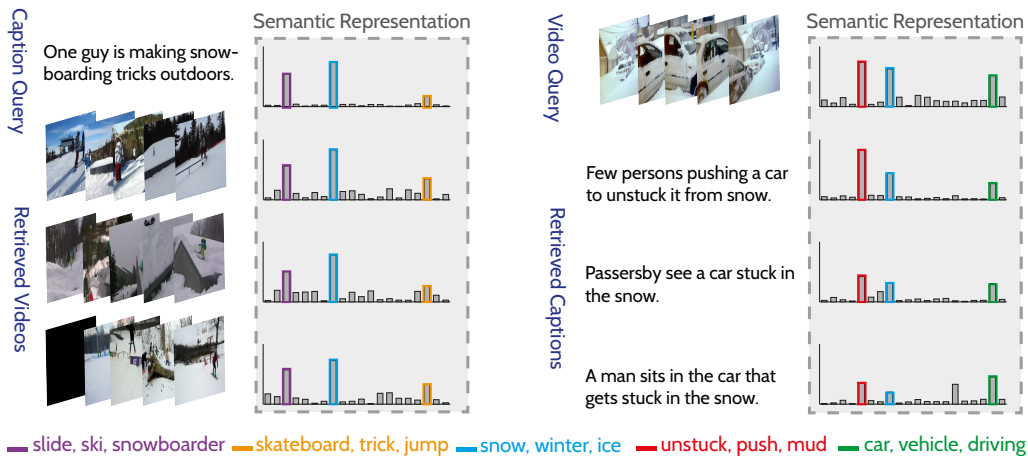 Caption Query
Semantic Representation
One guy is making snow-
boarding tricks outdoors.
Retrieved Videos
Video Query
Semantic Representation
Few persons pushing a car
to unstuck it from snow.
Retrieved Captions
Passersby see a car stuck in
the snow.
A man sits in the car that
gets stuck in the snow.
slide, ski, snowboarder
skateboard, trick, jump
snow, winter, ice
unstuck, push, mud
car, vehicle, driving